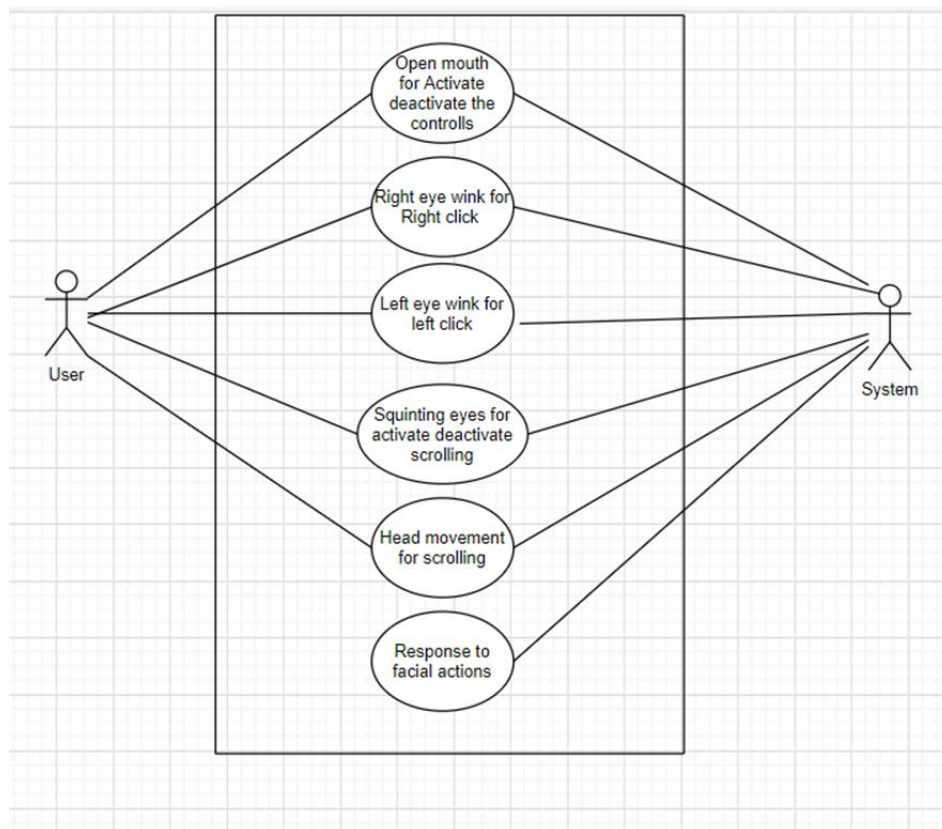 Open mouth
for Activate
deactivate the
controlls
Right eye wink for
Right click
Left eye wink for
left click
User
System
Squinting eyes for
activate deactivate
scrolling
Head movement
for scrolling
Response to
facial actions